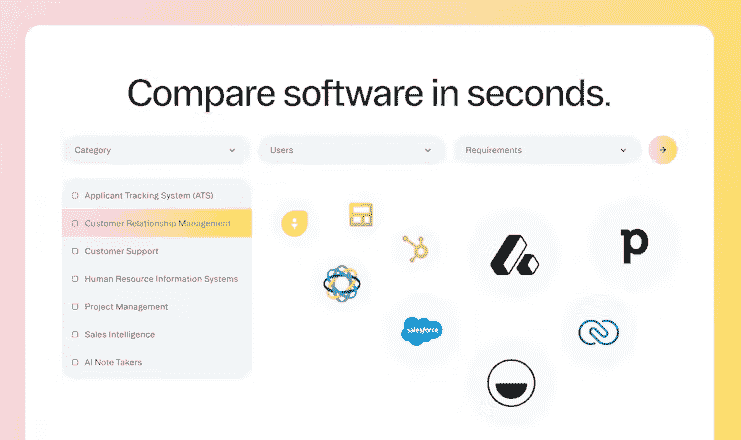 Compare software in seconds.
Category
Users
Requirements
Applicant Tracking System (ATS)
Customer Relationship Management
Customer Support
Human Resource Information Systems
Project Management
Sales Intelligence
AI Note Takers
salesforce
p